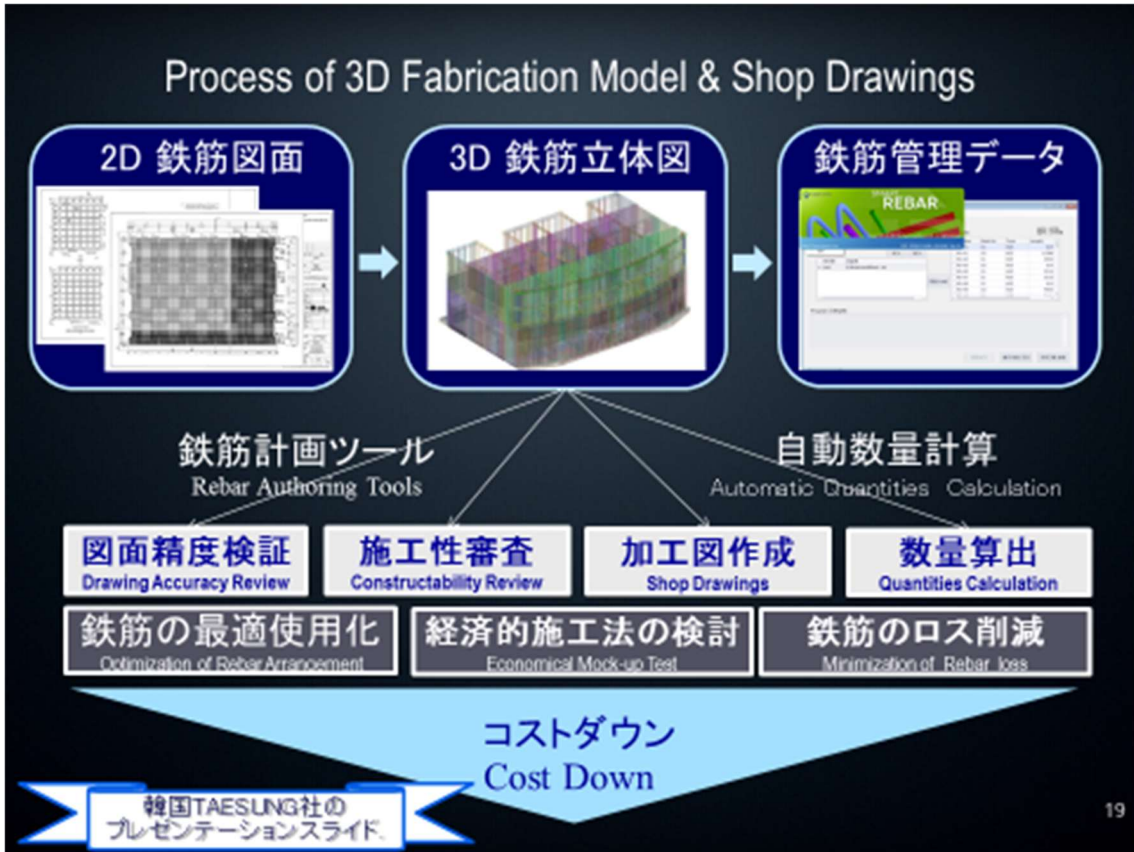 Process of 3D Fabrication Model & Shop Drawings
2D 鉄筋図面
3D 鉄筋立体図
鉄筋管理データ
REBAR
鉄筋計画ツール
Rebar Authoring Tools
自動数量計算
Automatic Quantities Calculation
図面精度検証
Drawing Accuracy Review
施工性審査
Constructability Review
加工図作成
Shop Drawings
数量算出
Quantities Calculation
鉄筋の最適使用化
Optimization of Rebar Arrangement
経済的施工法の検討
Economical Mock-up Test
鉄筋のロス削減
Minimization of Rebar loss
コストダウン
Cost Down
韓国TAESUNG社の
プレゼンテーションスライド.
19